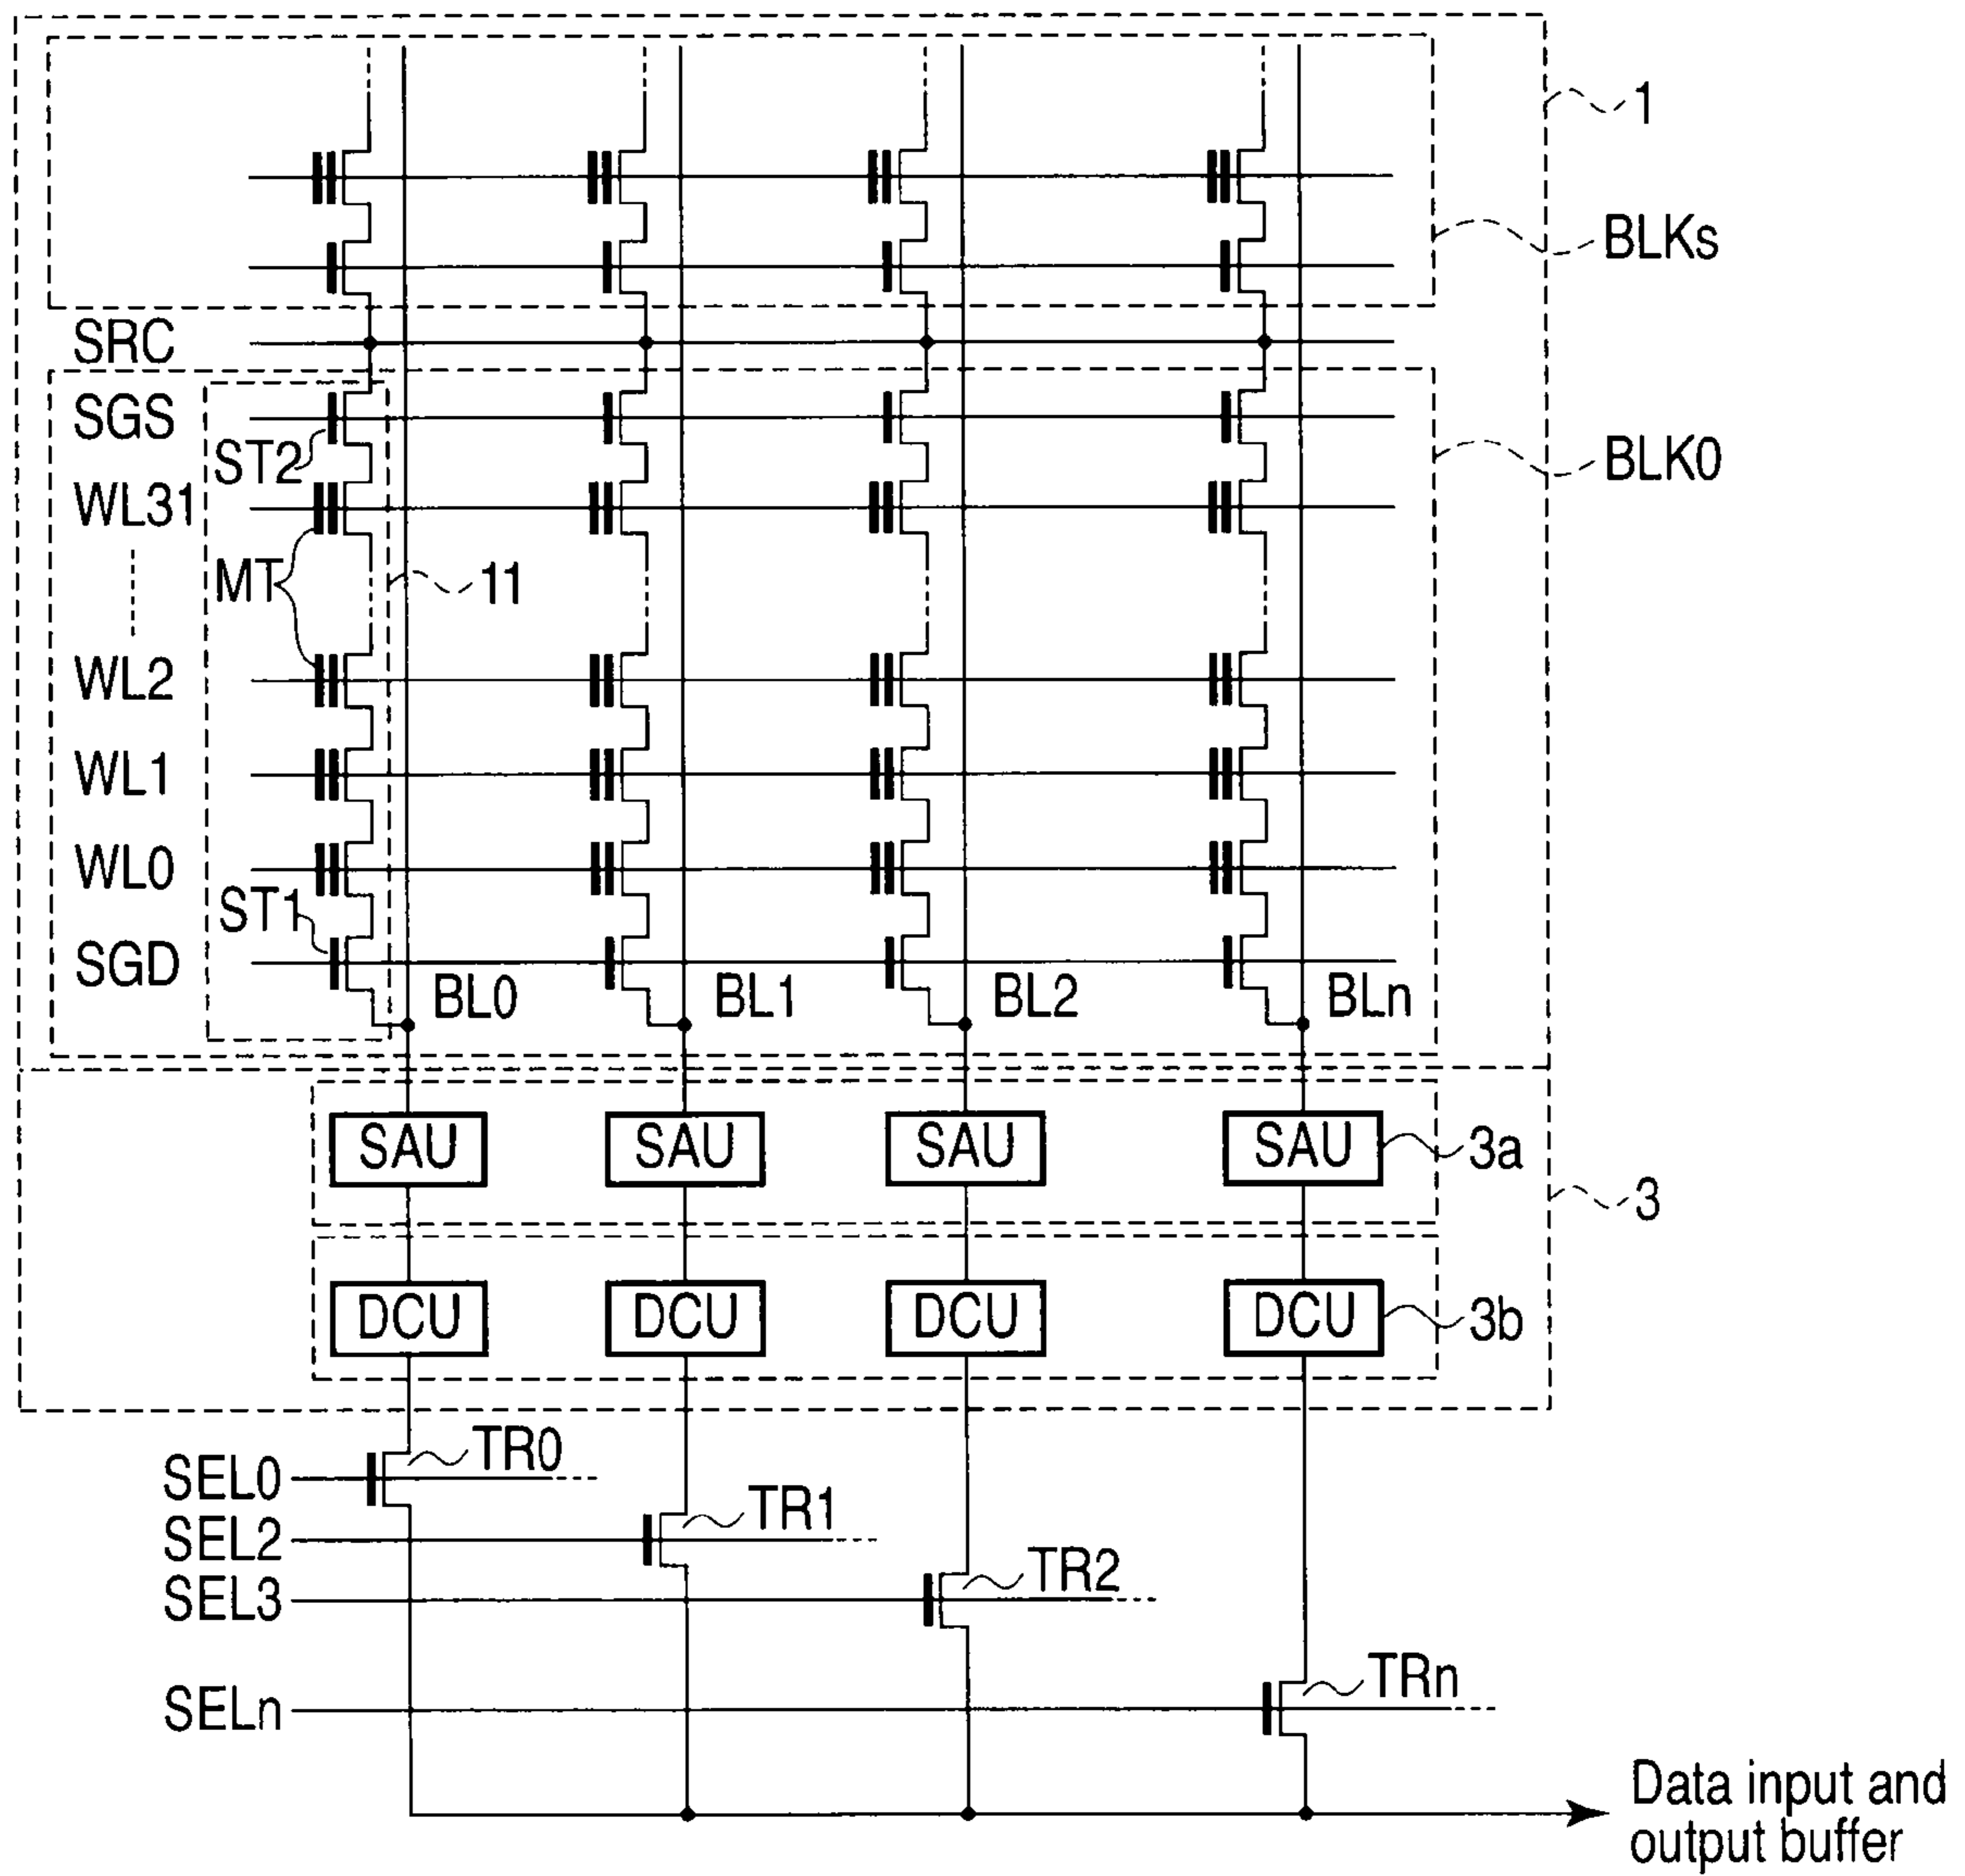 1
BLKs
SRC
SGS
ST2
BLK0
WL31
MT
11
WL2
WL1
WL0
ST1
SGD
BL0 BL1 BL2 BLn
SAU SAU SAU SAU 3a
3
DCU DCU DCU DCU 3b
SEL0 TR0
SEL2 TR1
SEL3 TR2
SELn TRn
Data input and
output buffer